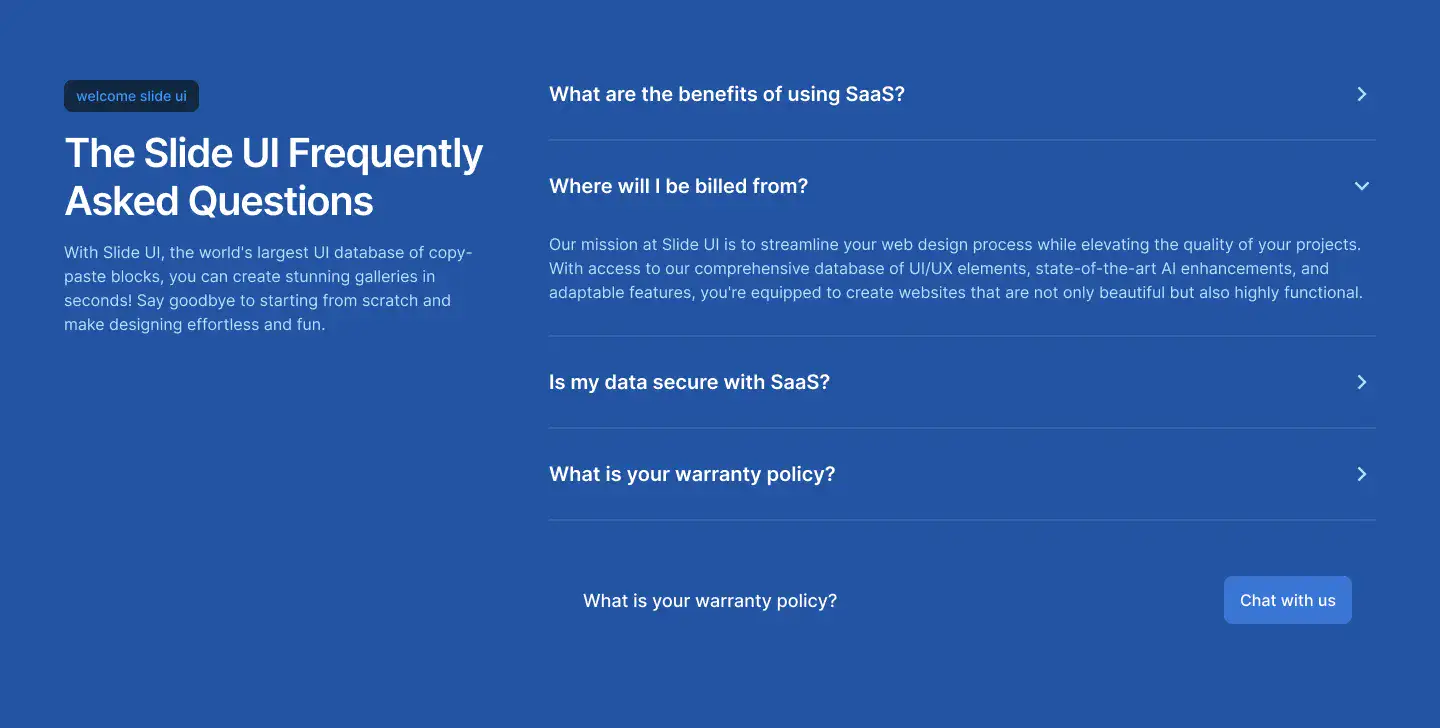 welcome slide ui
The Slide UI Frequently
Asked Questions
With Slide UI, the world's largest UI database of copy-
paste blocks, you can create stunning galleries in
seconds! Say goodbye to starting from scratch and
make designing effortless and fun.
What are the benefits of using SaaS?
Where will I be billed from?
Our mission at Slide UI is to streamline your web design process while elevating the quality of your projects.
With access to our comprehensive database of UI/UX elements, state-of-the-art AI enhancements, and
adaptable features, you're equipped to create websites that are not only beautiful but also highly functional.
Is my data secure with SaaS?
What is your warranty policy?
What is your warranty policy?
Chat with us